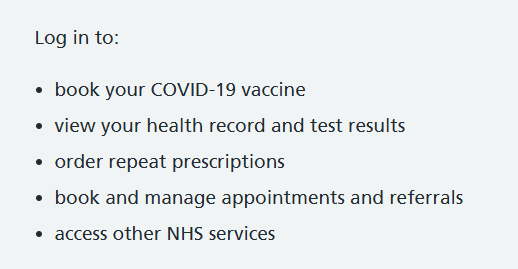 Log in to:
• book your COVID-19 vaccine
• view your health record and test results
• order repeat prescriptions
• book and manage appointments and referrals
• access other NHS services